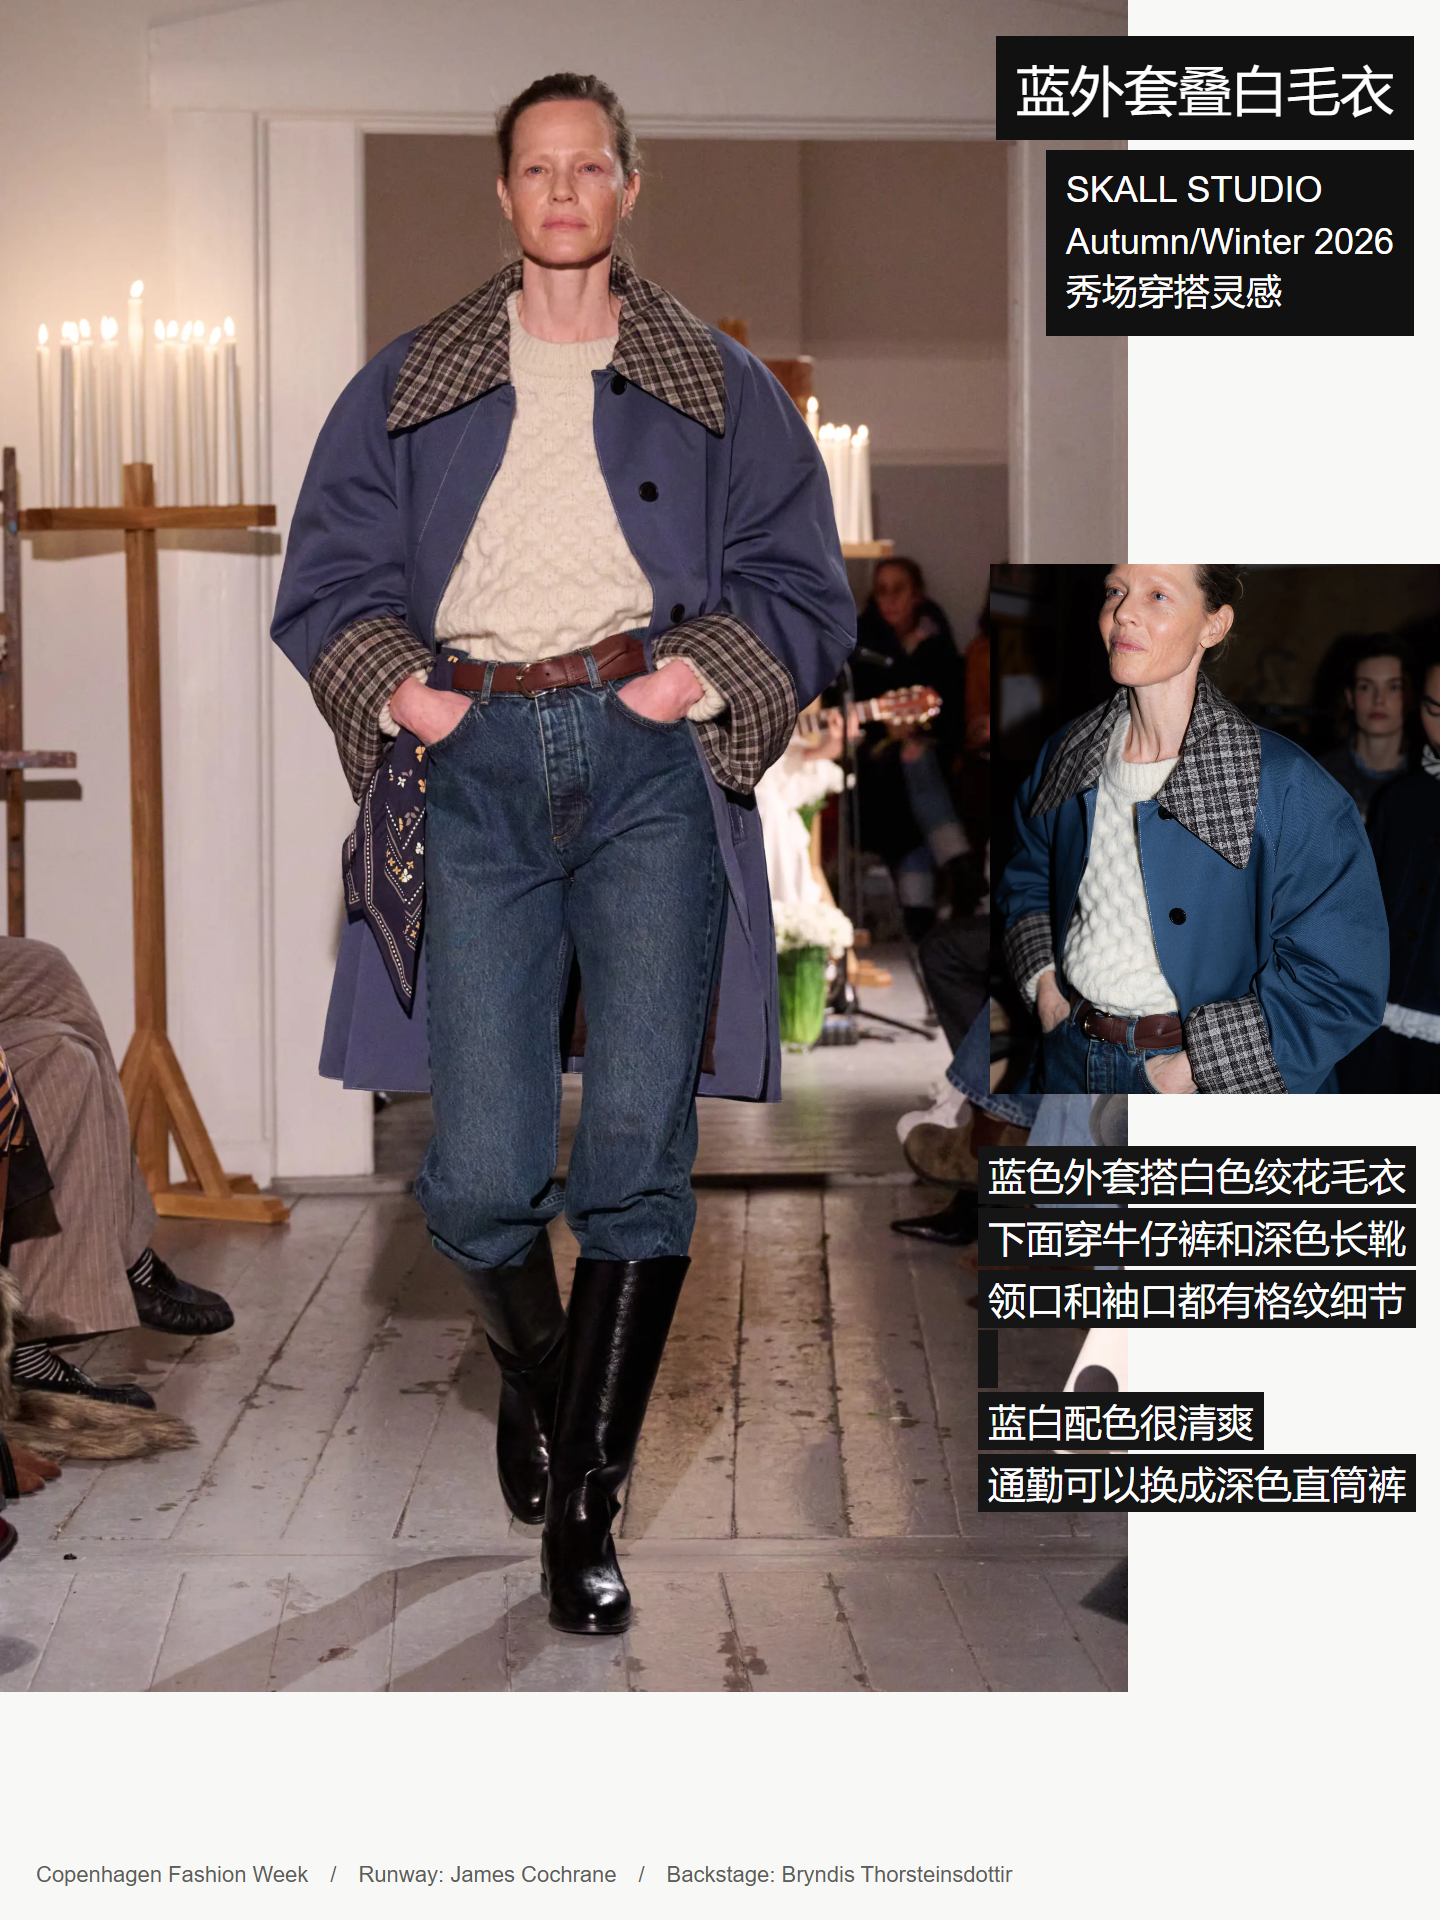 蓝外套叠白毛衣
SKALL STUDIO
Autumn/Winter 2026
秀场穿搭灵感
蓝色外套搭白色绞花毛衣
下面穿牛仔裤和深色长靴
领口和袖口都有格纹细节
蓝白配色很清爽
通勤可以换成深色直筒裤
Copenhagen Fashion Week / Runway: James Cochrane / Backstage: Bryndis Thorsteinsdottir